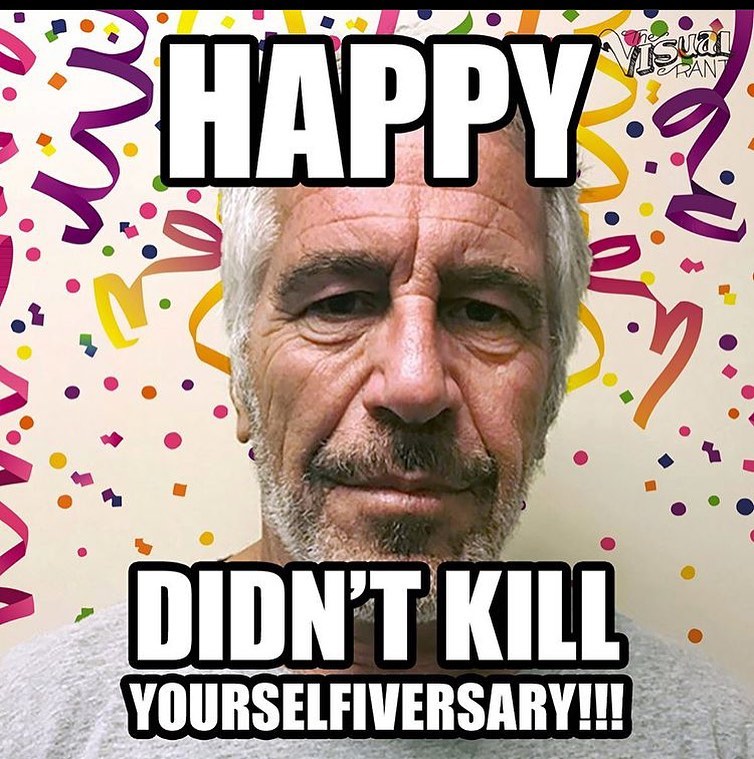 HAPPY
The
Visual
RANT
DIDN'T KILL
YOURSELFIVERSARY!!!